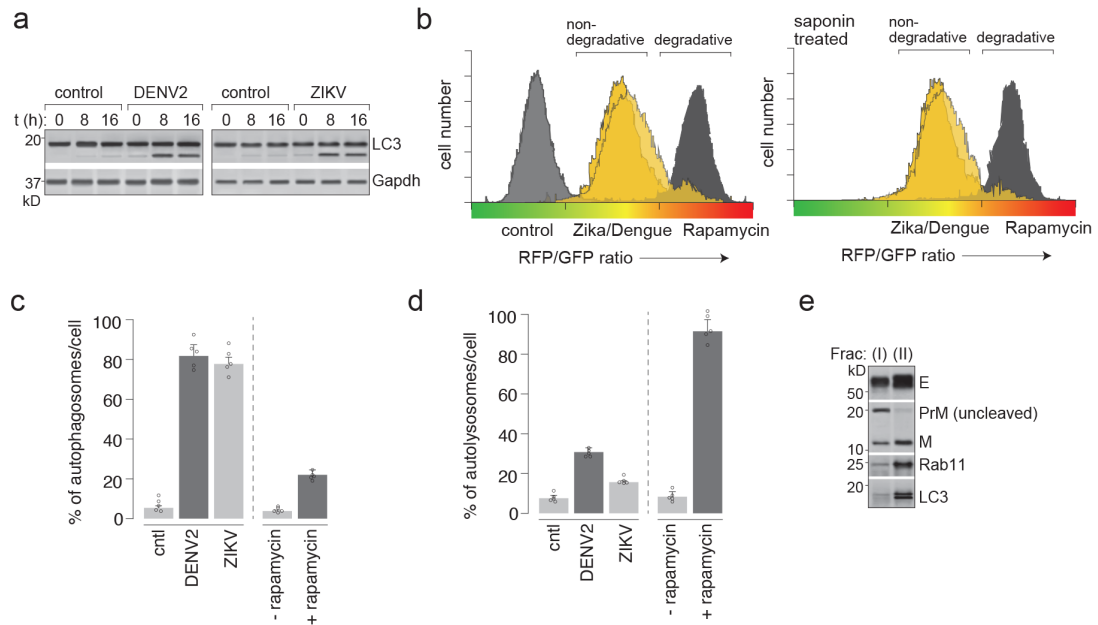 a
control DENV2 control ZIKV
t (h): 0 8 16 0 8 16 0 8 16 0 8 16
20
LC3
Gapdh
37
kD
b
non-
degradative degradative
cell number
control Zika/Dengue Rapamycin
RFP/GFP ratio
saponin
treated
non-
degradative degradative
cell number
Zika/Dengue Rapamycin
RFP/GFP ratio
c
% of autophagosomes/cell
100
80
60
40
20
0
cntl
DENV2
ZIKV
- rapamycin
+ rapamycin
d
% of autolysosomes/cell
100
80
60
40
20
0
cntl
DENV2
ZIKV
- rapamycin
+ rapamycin
e
Frac: (I) (II)
kD
E
50
20
PrM (uncleaved)
M
10
25
Rab11
20
LC3